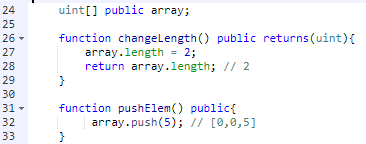 24 uint[] public array;
25
26 function changeLength() public returns(uint){
27 array.length = 2;
28 return array.length; // 2
29 }
30
31 function pushElem() public{
32 array.push(5); // [0,0,5]
33 }